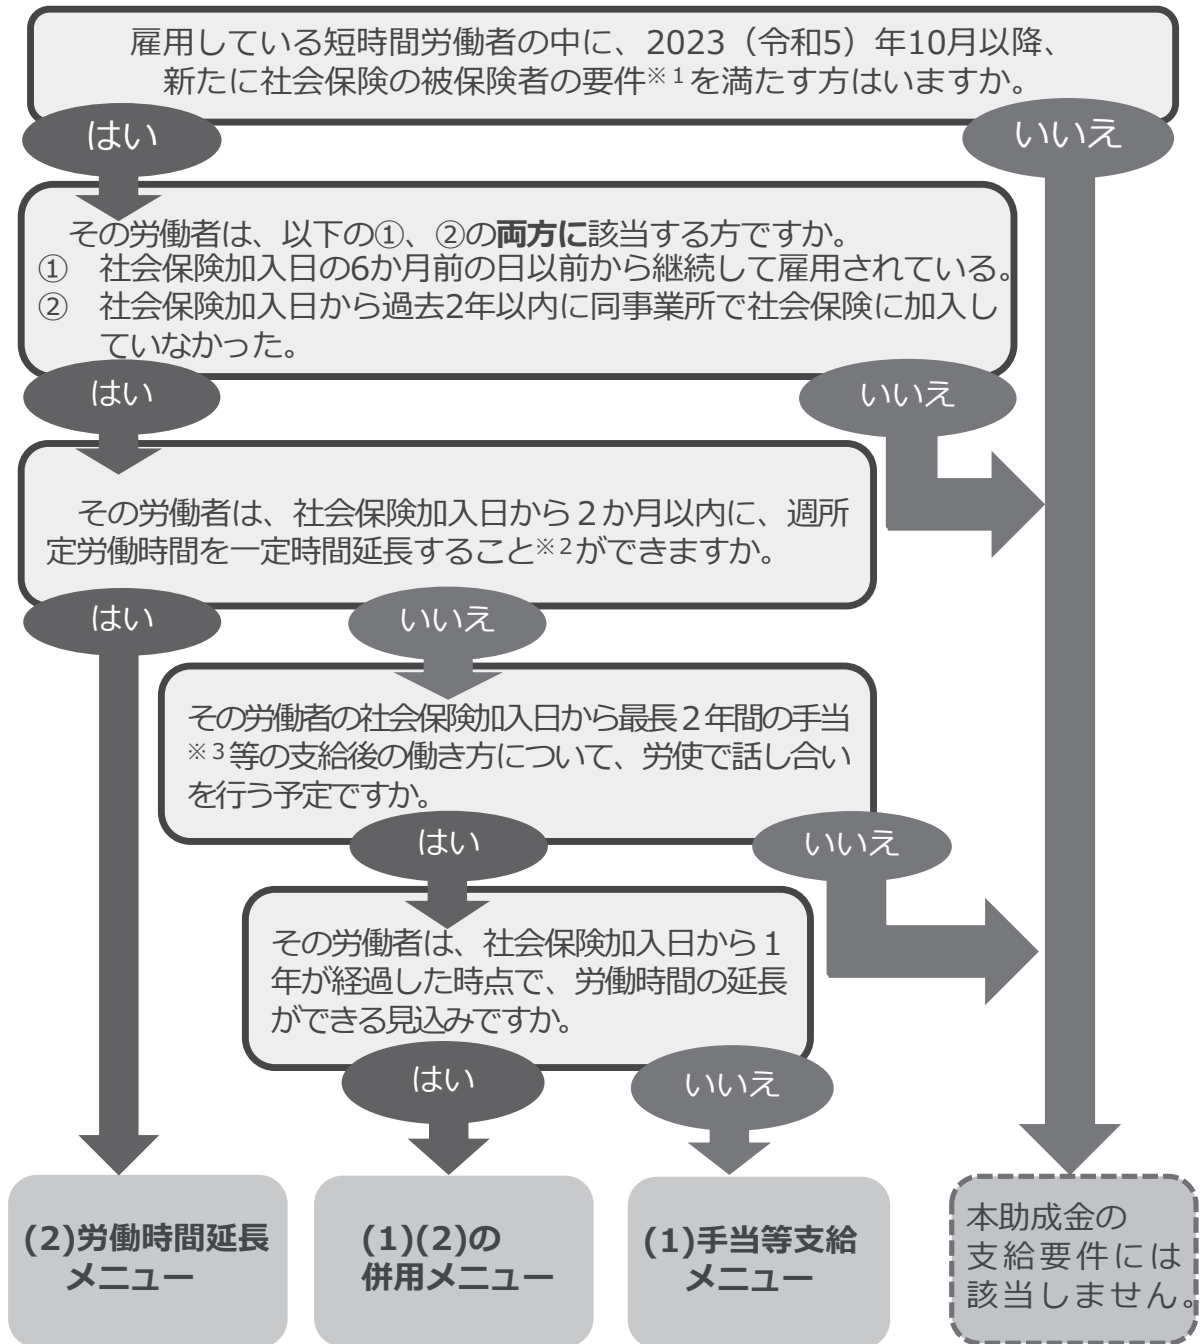 雇用している短時間労働者の中に、2023（令和5）年10月以降、
新たに社会保険の被保険者の要件※1を満たす方はいますか。
はい
いいえ
その労働者は、以下の①、②の両方に該当する方ですか。
①　社会保険加入日の6か月前の日以前から継続して雇用されている。
②　社会保険加入日から過去2年以内に同事業所で社会保険に加入し
ていなかった。
はい
いいえ
その労働者は、社会保険加入日から２か月以内に、週所
定労働時間を一定時間延長すること※2ができますか。
はい
いいえ
その労働者の社会保険加入日から最長２年間の手当
※3等の支給後の働き方について、労使で話し合い
を行う予定ですか。
はい
いいえ
その労働者は、社会保険加入日から１
年が経過した時点で、労働時間の延長
ができる見込みですか。
はい
いいえ
(2)労働時間延長
メニュー
(1)(2)の
併用メニュー
(1)手当等支給
メニュー
本助成金の
支給要件には
該当しません。